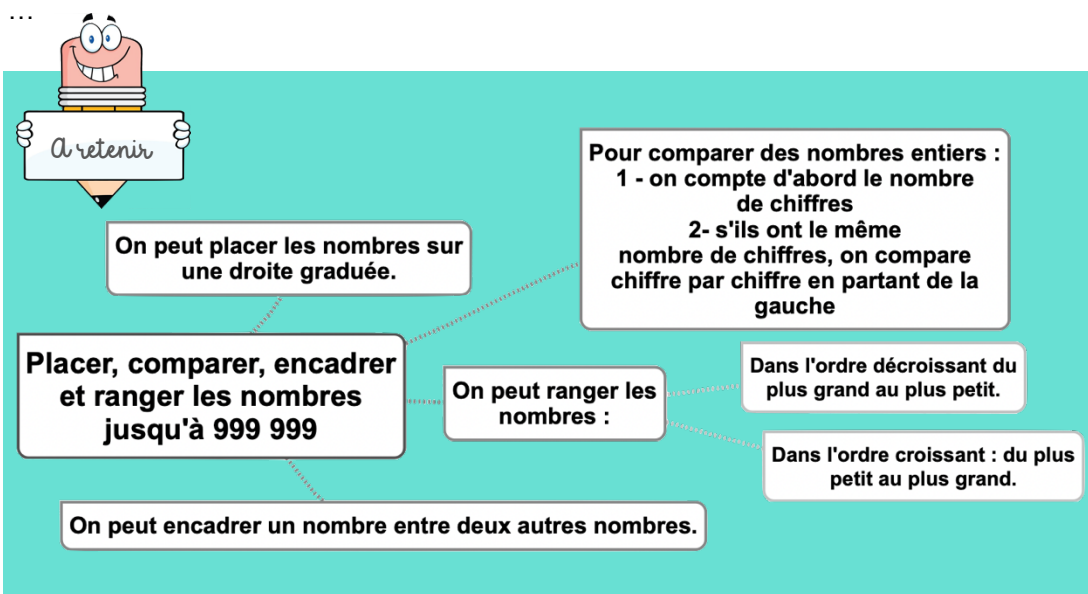 ...
A retenir
Pour comparer des nombres entiers :
1 - on compte d'abord le nombre
de chiffres
2- s'ils ont le même
nombre de chiffres, on compare
chiffre par chiffre en partant de la
gauche
On peut placer les nombres sur
une droite graduée.
Placer, comparer, encadrer
et ranger les nombres
jusqu'à 999 999
On peut ranger les
nombres :
Dans l'ordre décroissant du
plus grand au plus petit.
Dans l'ordre croissant : du plus
petit au plus grand.
On peut encadrer un nombre entre deux autres nombres.